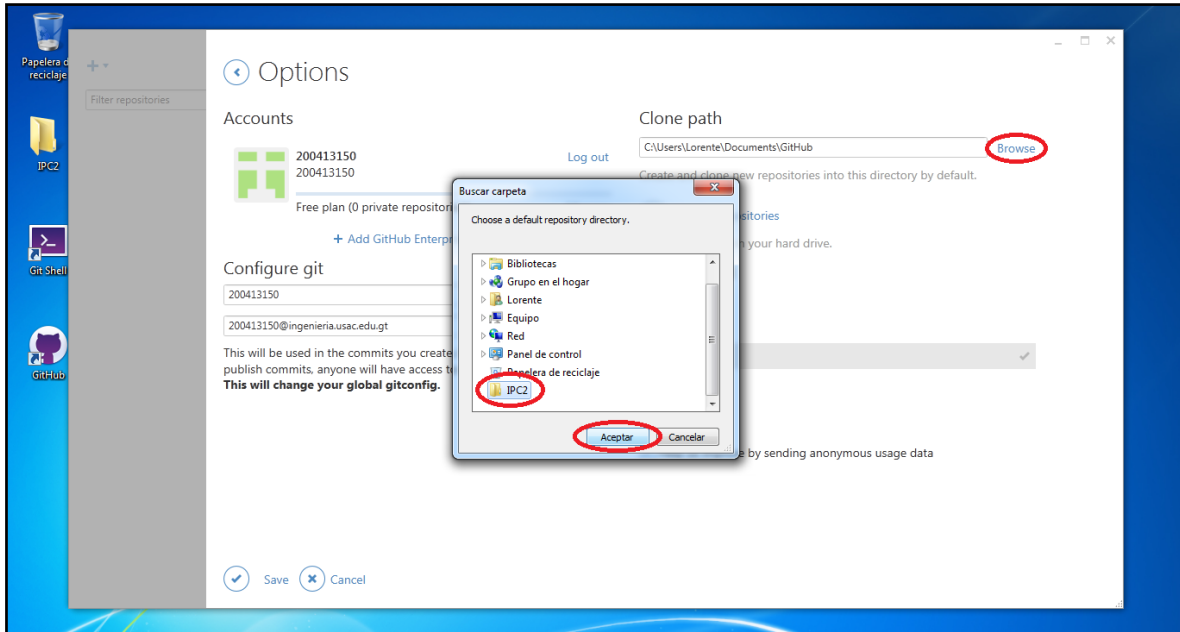 Papelera d
reciclaje
IPC2
Git Shell
GitHub
Filter repositories
Options
Accounts
200413150
200413150
Log out
Free plan (0 private repositori
+ Add GitHub Enterp
Configure git
200413150
200413150@ingenieria.usac.edu.gt
This will be used in the commits you create
publish commits, anyone will have access t
This will change your global gitconfig.
Clone path
C:\Users\Lorente\Documents\GitHub
Browse
Create and clone new repositories into this directory by default.
sitories
your hard drive.
by sending anonymous usage data
Buscar carpeta
Choose a default repository directory.
Bibliotecas
Grupo en el hogar
Lorente
Equipo
Red
Panel de control
Papelera de reciclaje
IPC2
Aceptar
Cancelar
Save
Cancel